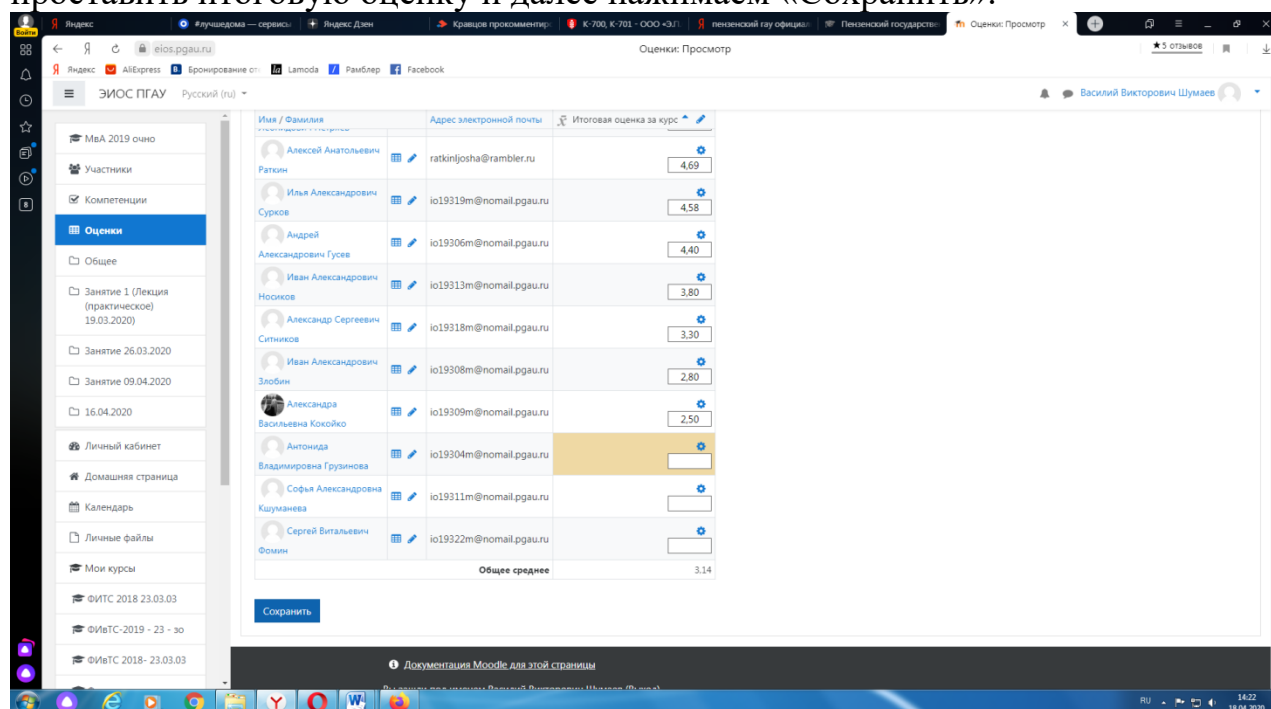 проставить итоговую оценку и далее нажимаем «Сохранить».
Войти
Яндекс
#лучшедома — сервисы
Яндекс Дзен
Кравцов прокомментир
К-700, К-701 - ООО «Э.П.
пензенский гау официал
Пензенский государстве
Оценки: Просмотр
eios.pgau.ru
Оценки: Просмотр
★5 отзывов
Яндекс
AliExpress
Бронирование от
Lamoda
Рамблер
Facebook
ЭИОС ПГАУ
Русский (ru)
Василий Викторович Шумаев
МвА 2019 очно
Участники
Компетенции
Оценки
Общее
Занятие 1 (Лекция
(практическое)
19.03.2020)
Занятие 26.03.2020
Занятие 09.04.2020
16.04.2020
Личный кабинет
Домашняя страница
Календарь
Личные файлы
Мои курсы
ФИТС 2018 23.03.03
ФИвТС-2019 - 23 - зо
ФИвТС 2018- 23.03.03
Имя / Фамилия
Адрес электронной почты
Итоговая оценка за курс
Алексей Анатольевич
Раткин
ratkinljosha@rambler.ru
4,69
Илья Александрович
Сурков
io19319m@nomail.pgau.ru
4,58
Андрей
Александрович Гусев
io19306m@nomail.pgau.ru
4,40
Иван Александрович
Носиков
io19313m@nomail.pgau.ru
3,80
Александр Сергеевич
Ситников
io19318m@nomail.pgau.ru
3,30
Иван Александрович
Злобин
io19308m@nomail.pgau.ru
2,80
Александра
Васильевна Кокойко
io19309m@nomail.pgau.ru
2,50
Антонида
Владимировна Грузинова
io19304m@nomail.pgau.ru
Софья Александровна
Кшуманева
io19311m@nomail.pgau.ru
Сергей Витальевич
Фомин
io19322m@nomail.pgau.ru
Общее среднее
3,14
Сохранить
Документация Moodle для этой страницы
RU
14:22
18.04.2020